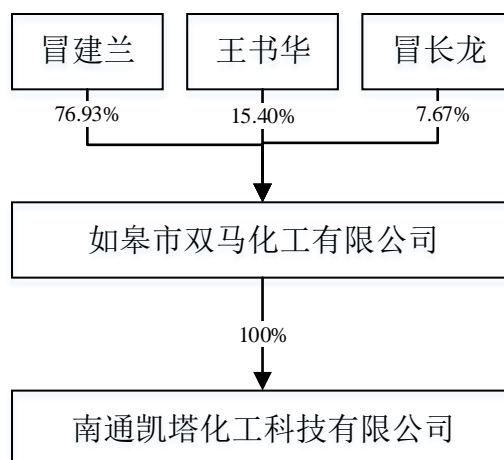 冒建兰
王书华
冒长龙
76.93%
15.40%
7.67%
如皋市双马化工有限公司
100%
南通凯塔化工科技有限公司